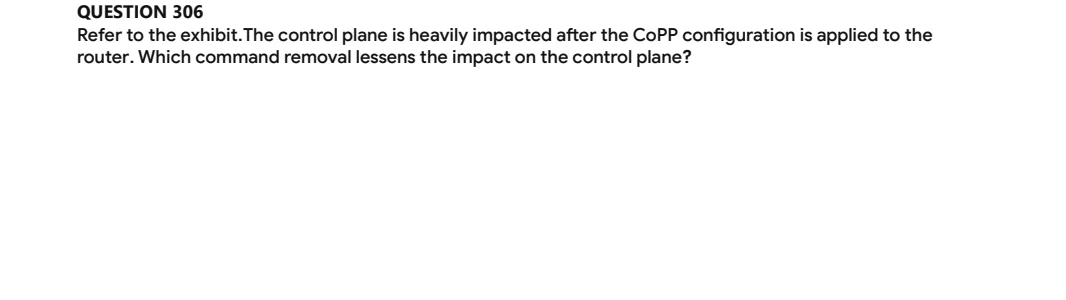 QUESTION 306
Refer to the exhibit.The control plane is heavily impacted after the CoPP configuration is applied to the
router. Which command removal lessens the impact on the control plane?